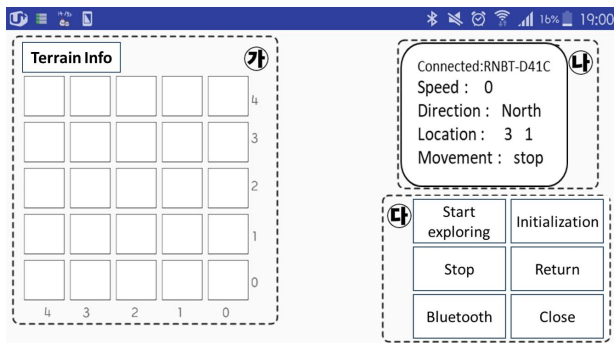 16% 19:00
Terrain Info
가
4
3
2
1
0
4 3 2 1 0
나
Connected:RNBT-D41C
Speed : 0
Direction : North
Location : 3 1
Movement : stop
다
Start
exploring
Initialization
Stop
Return
Bluetooth
Close